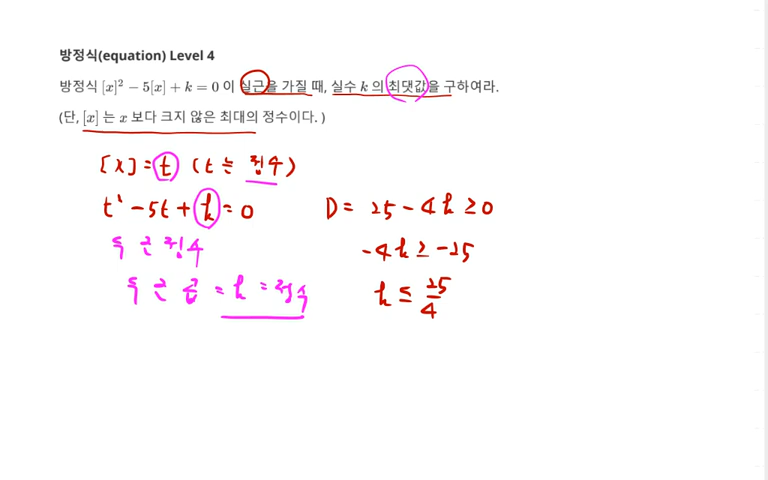 방정식(equation) Level 4
방정식 [x]² − 5[x] + k = 0 이 실근을 가질 때, 실수 k 의 최댓값을 구하여라.
(단, [x] 는 x 보다 크지 않은 최대의 정수이다. )
[x] = t (t는 정수)
t² − 5t + k = 0
D = 25 − 4k ≥ 0
두 근 정수
−4k ≥ −25
두 근 곱 = k = 정수
k ≤ 25/4